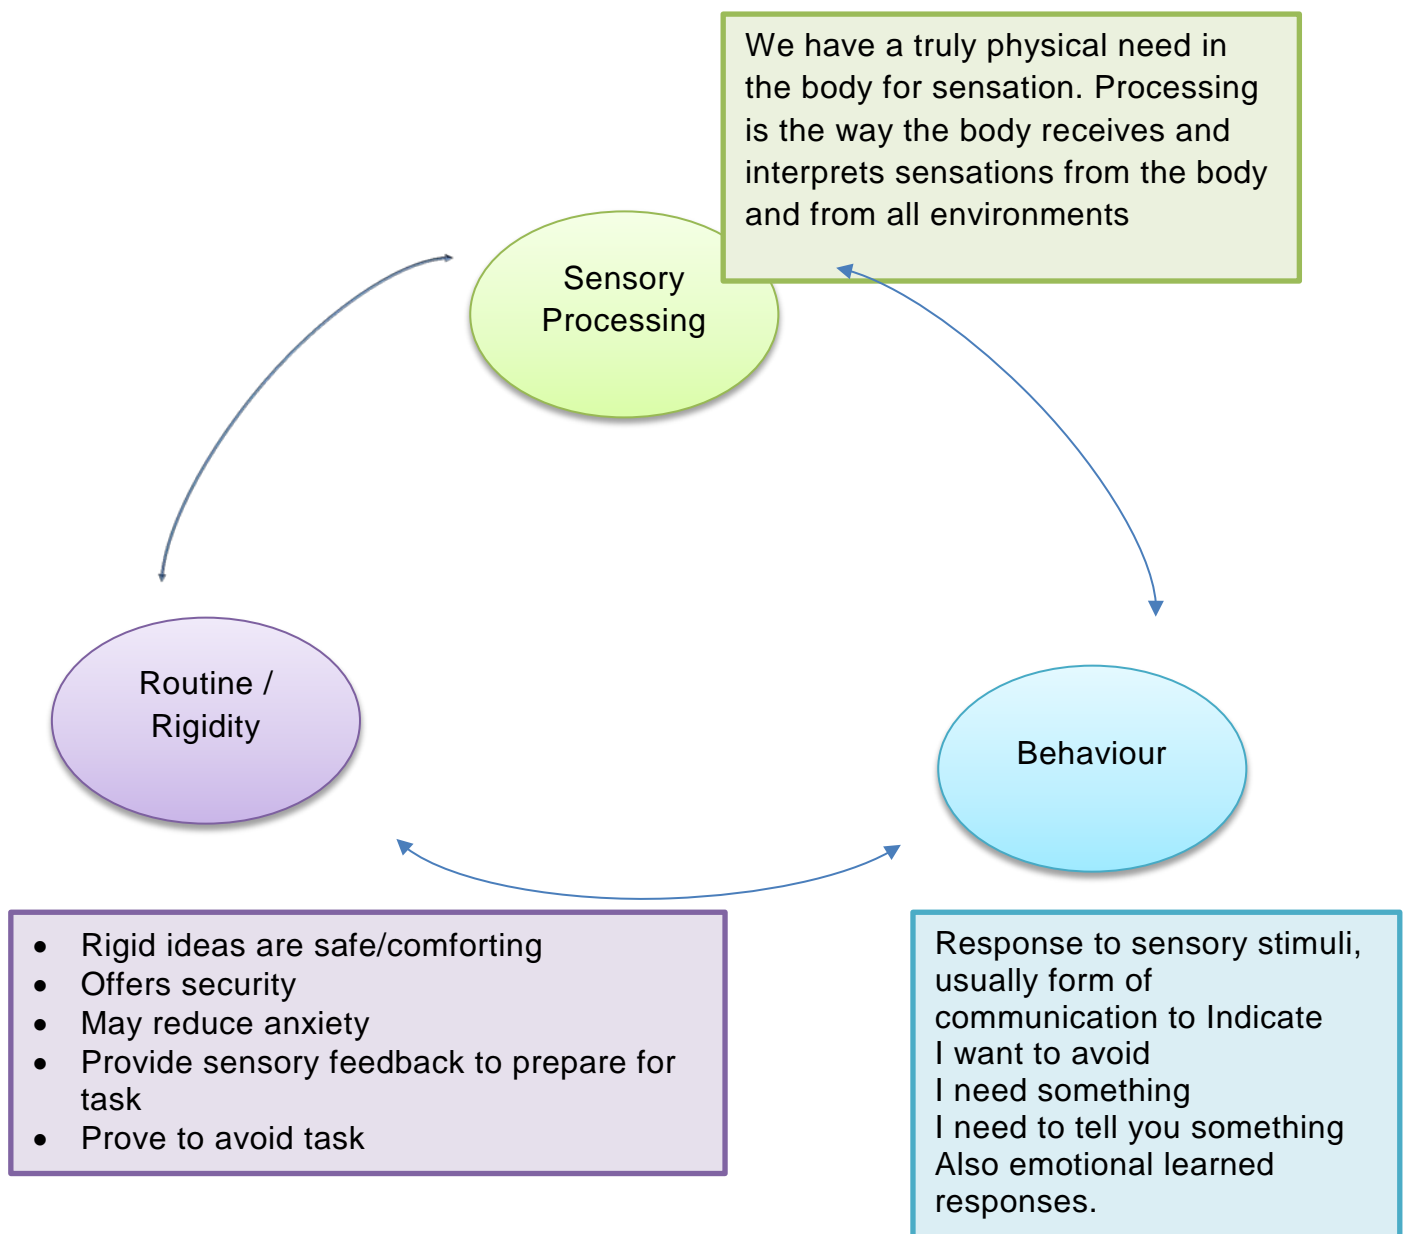 We have a truly physical need in
the body for sensation. Processing
is the way the body receives and
interprets sensations from the body
and from all environments
Sensory
Processing
Routine /
Rigidity
Behaviour
• Rigid ideas are safe/comforting
• Offers security
• May reduce anxiety
• Provide sensory feedback to prepare for
task
• Prove to avoid task
Response to sensory stimuli,
usually form of
communication to Indicate
I want to avoid
I need something
I need to tell you something
Also emotional learned
responses.